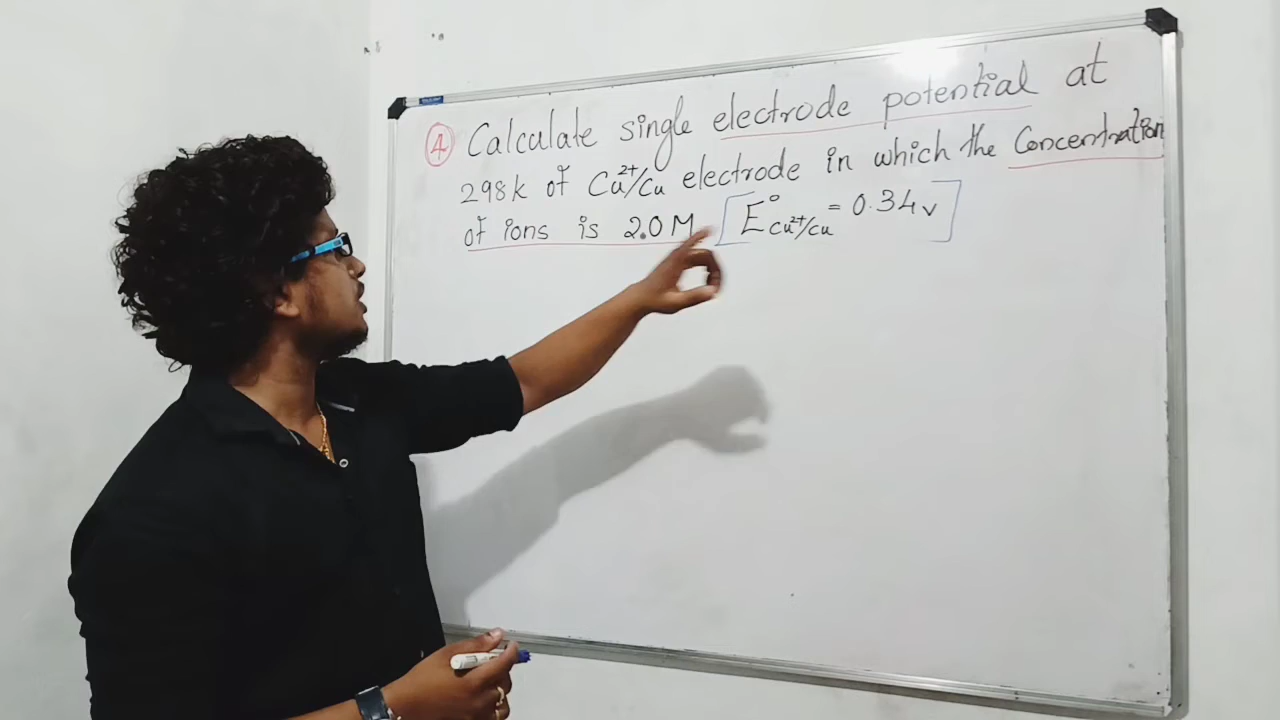 4 Calculate single electrode potential at
298k of Cu²⁺/Cu electrode in which the Concentration
of ions is 2.0 M [E°Cu²⁺/Cu = 0.34v]